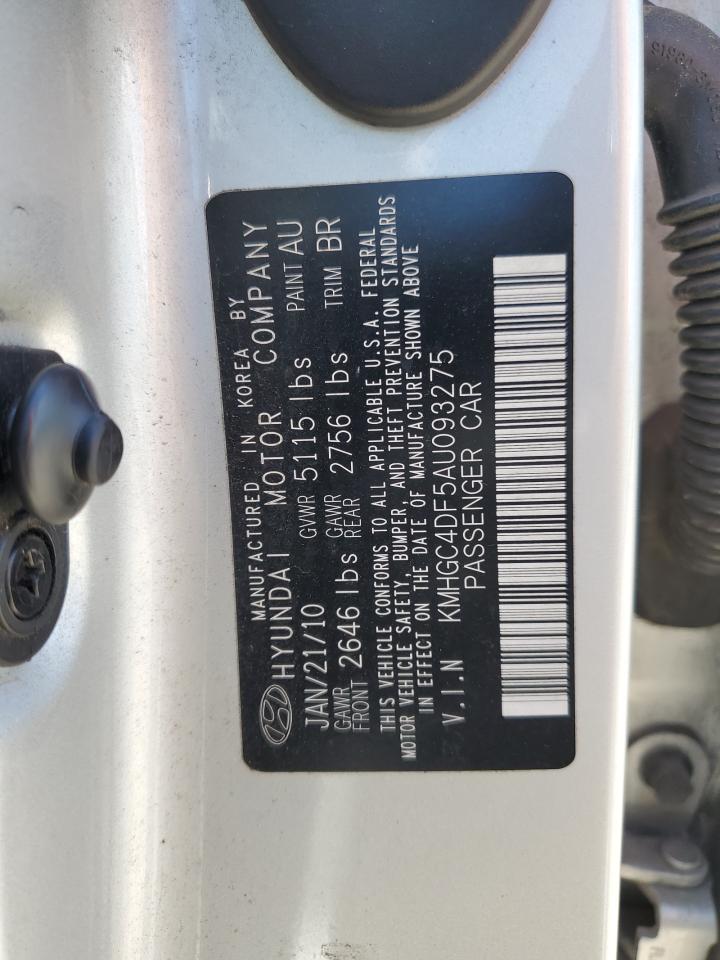 MANUFACTURED IN KOREA BY
HYUNDAI MOTOR COMPANY
JAN/21/10 GVWR 5115 lbs PAINT AU
GAWR FRONT 2646 lbs GAWR REAR 2756 lbs TRIM BR
THIS VEHICLE CONFORMS TO ALL APPLICABLE U.S.A. FEDERAL
MOTOR VEHICLE SAFETY, BUMPER, AND THEFT PREVENTION STANDARDS
IN EFFECT ON THE DATE OF MANUFACTURE SHOWN ABOVE
V.I.N KMHGC4DF5AU093275
PASSENGER CAR